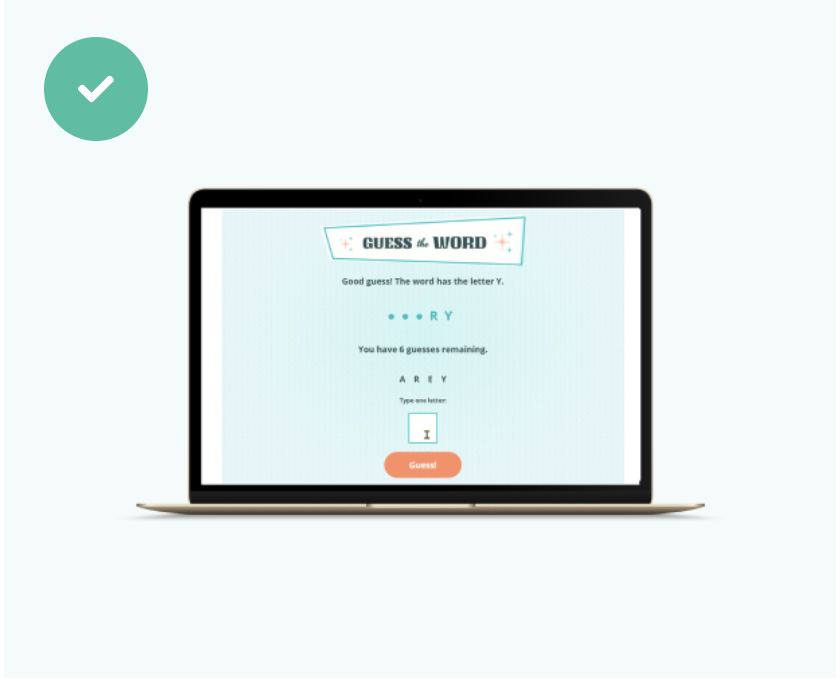 GUESS the WORD
Good guess! The word has the letter Y.
● ● ● R Y
You have 6 guesses remaining.
A R E Y
Type one letter:
Guess!